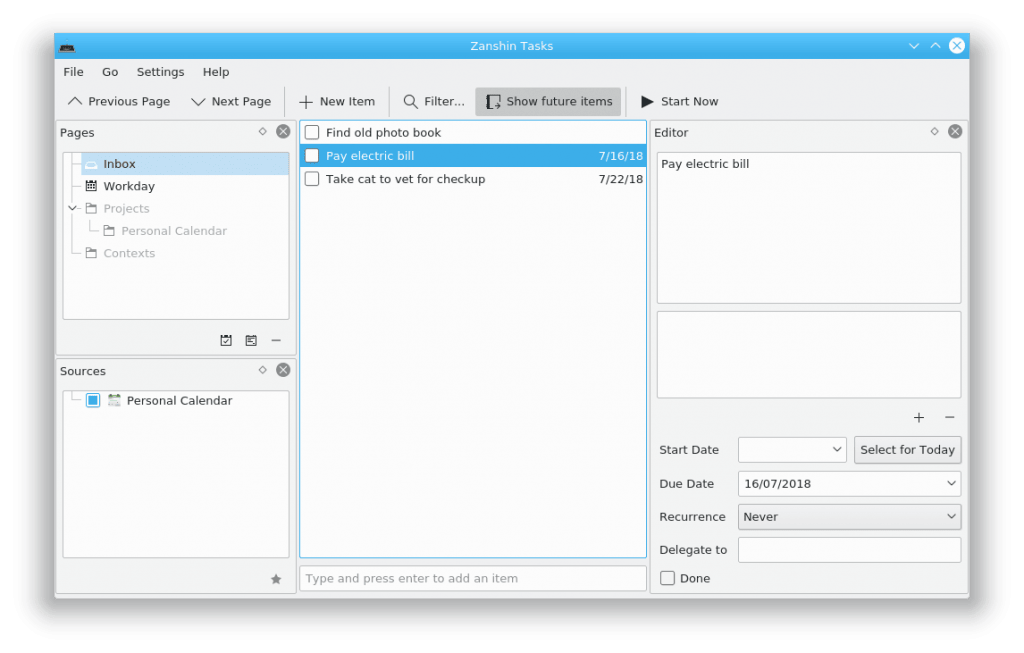 Zanshin Tasks
File Go Settings Help
Previous Page Next Page New Item Filter... Show future items Start Now
Pages
Inbox
Workday
Projects
Personal Calendar
Contexts
Sources
Personal Calendar
Find old photo book
Pay electric bill 7/16/18
Take cat to vet for checkup 7/22/18
Type and press enter to add an item
Editor
Pay electric bill
Start Date Select for Today
Due Date 16/07/2018
Recurrence Never
Delegate to
Done